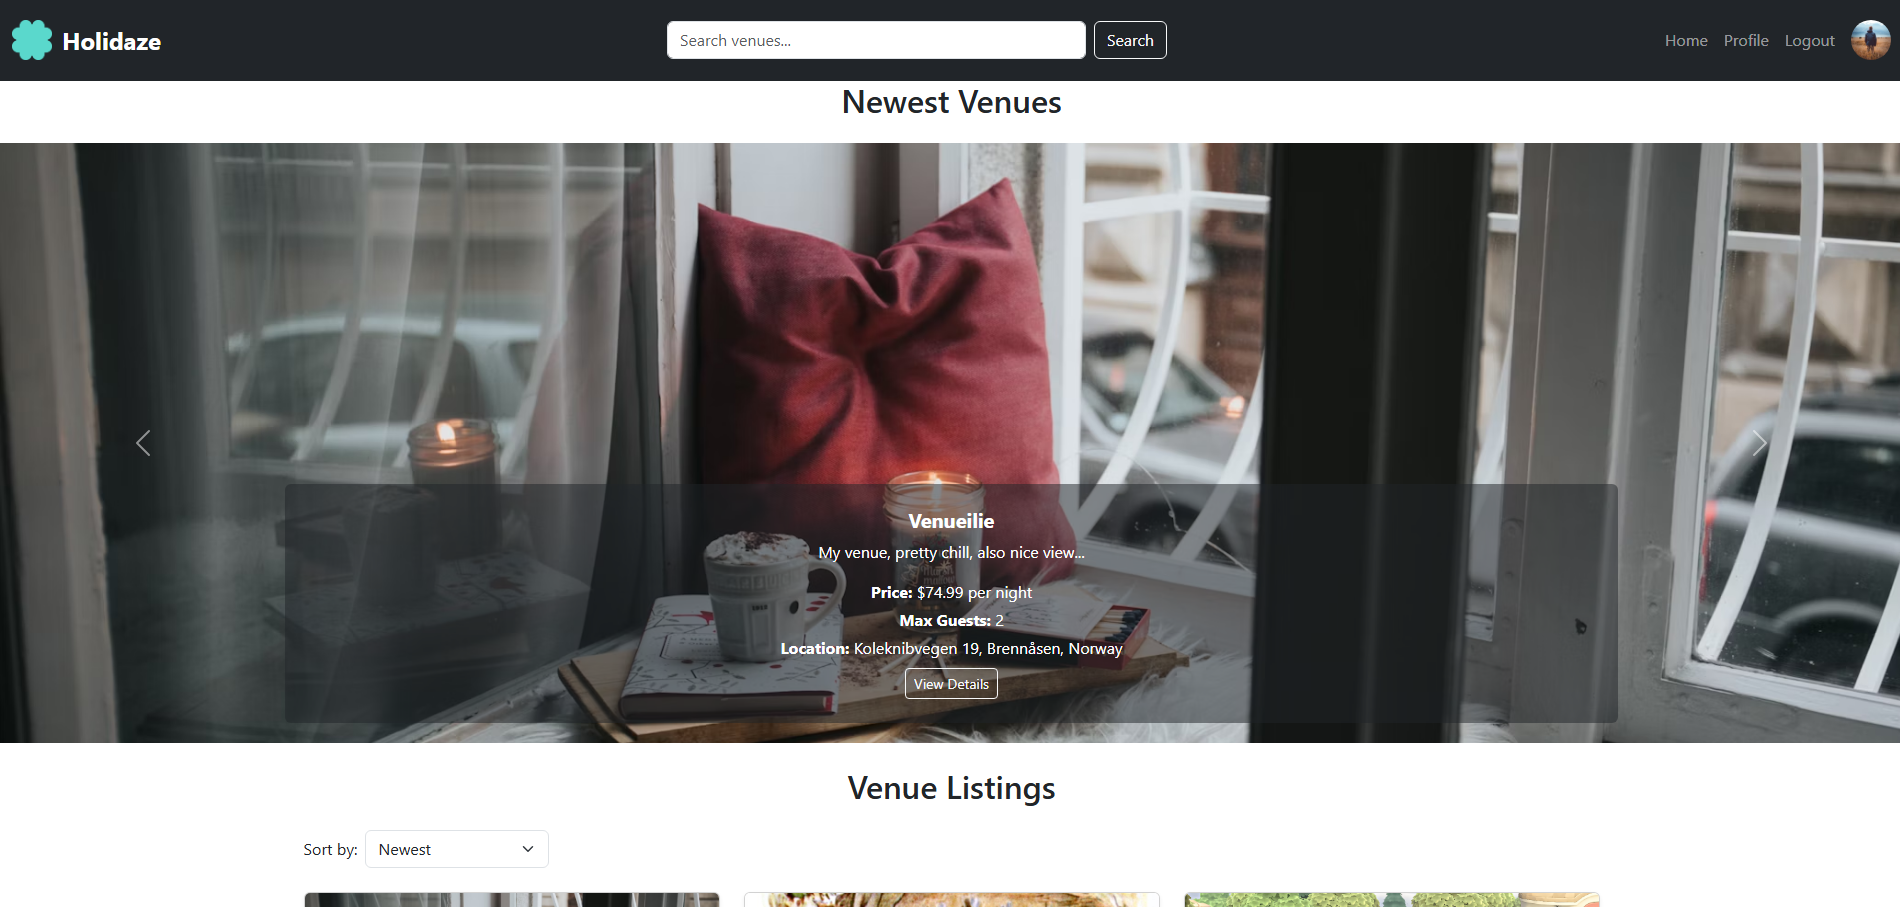 Holidaze
Search venues...
Search
Home Profile Logout
Newest Venues
Venueilie
My venue, pretty chill, also nice view...
Price: $74.99 per night
Max Guests: 2
Location: Koleknibvegen 19, Brennåsen, Norway
View Details
Venue Listings
Sort by: Newest